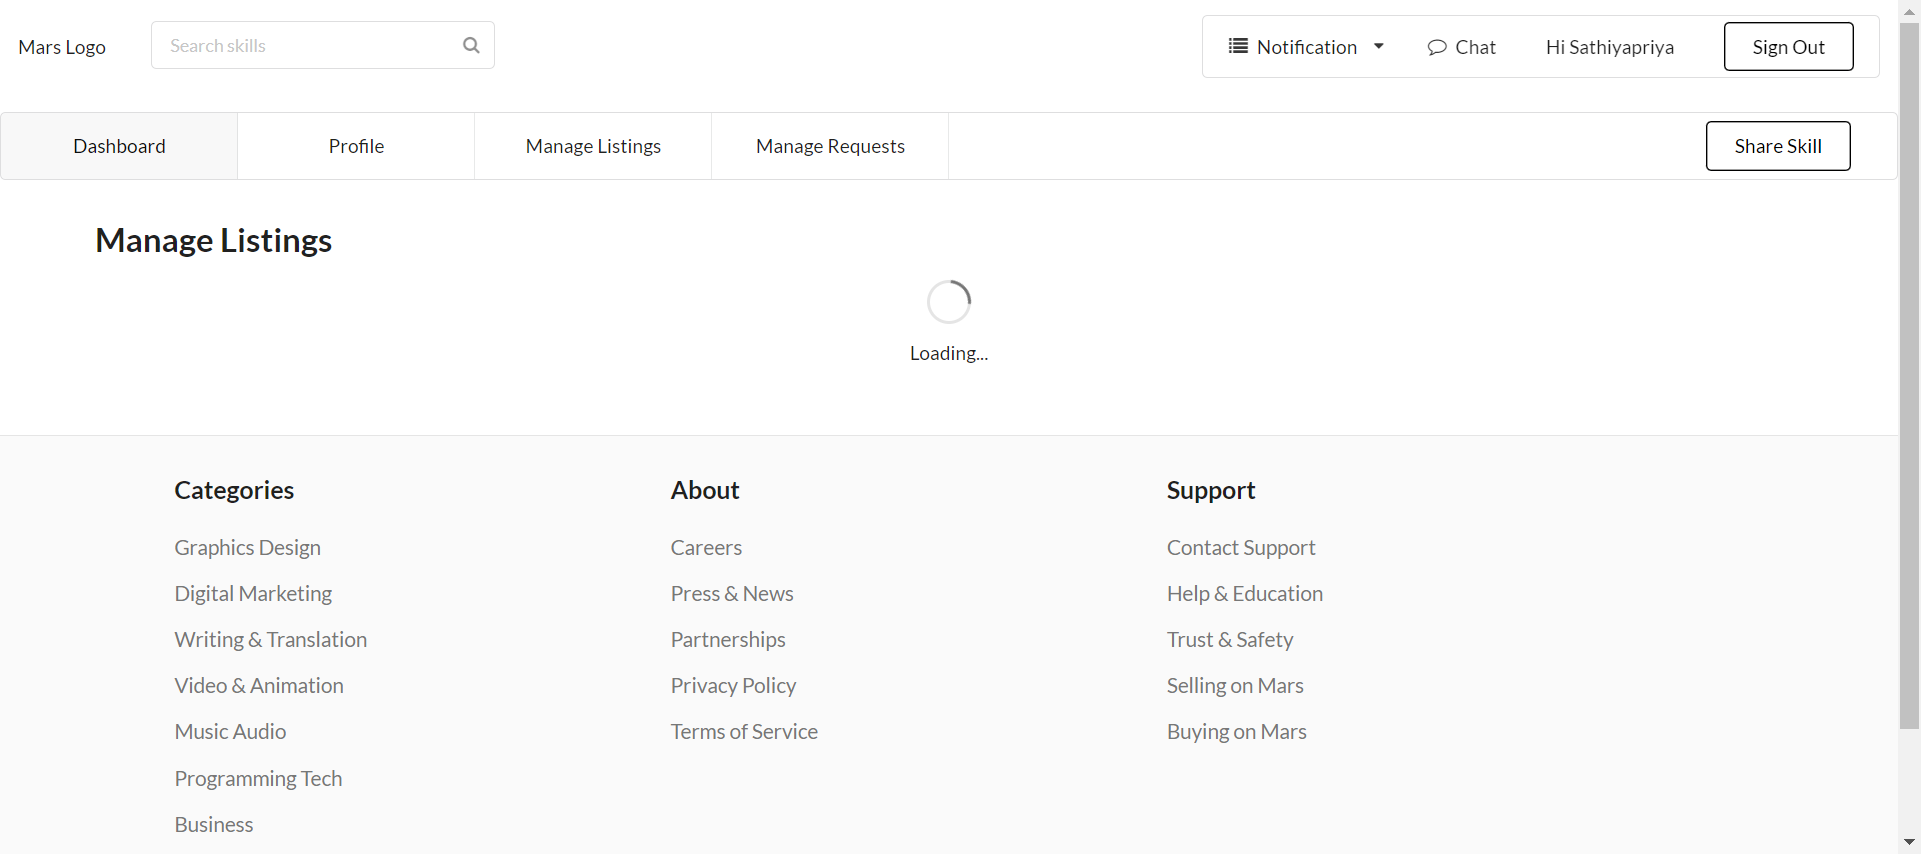 Mars Logo
Search skills
Notification
Chat
Hi Sathiyapriya
Sign Out
Dashboard
Profile
Manage Listings
Manage Requests
Share Skill
Manage Listings
Loading...
Categories
Graphics Design
Digital Marketing
Writing & Translation
Video & Animation
Music Audio
Programming Tech
Business
About
Careers
Press & News
Partnerships
Privacy Policy
Terms of Service
Support
Contact Support
Help & Education
Trust & Safety
Selling on Mars
Buying on Mars